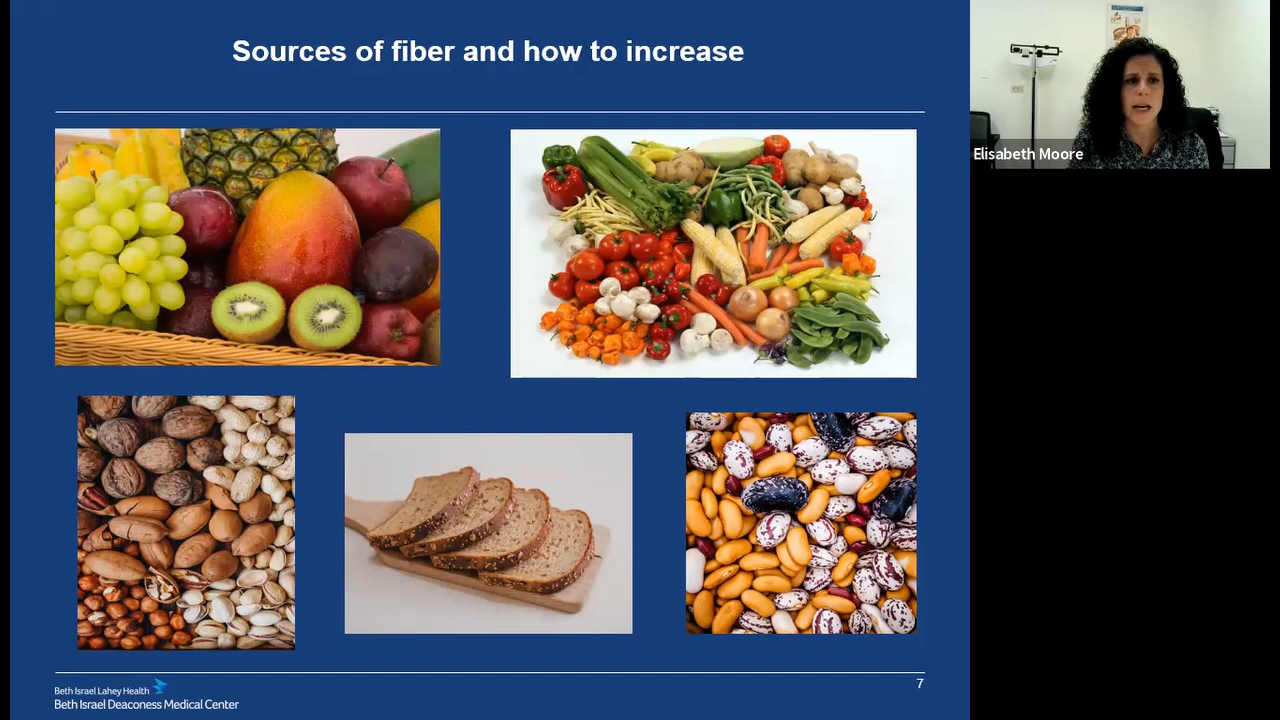 Sources of fiber and how to increase
Elisabeth Moore
7
Beth Israel Lahey Health
Beth Israel Deaconess Medical Center